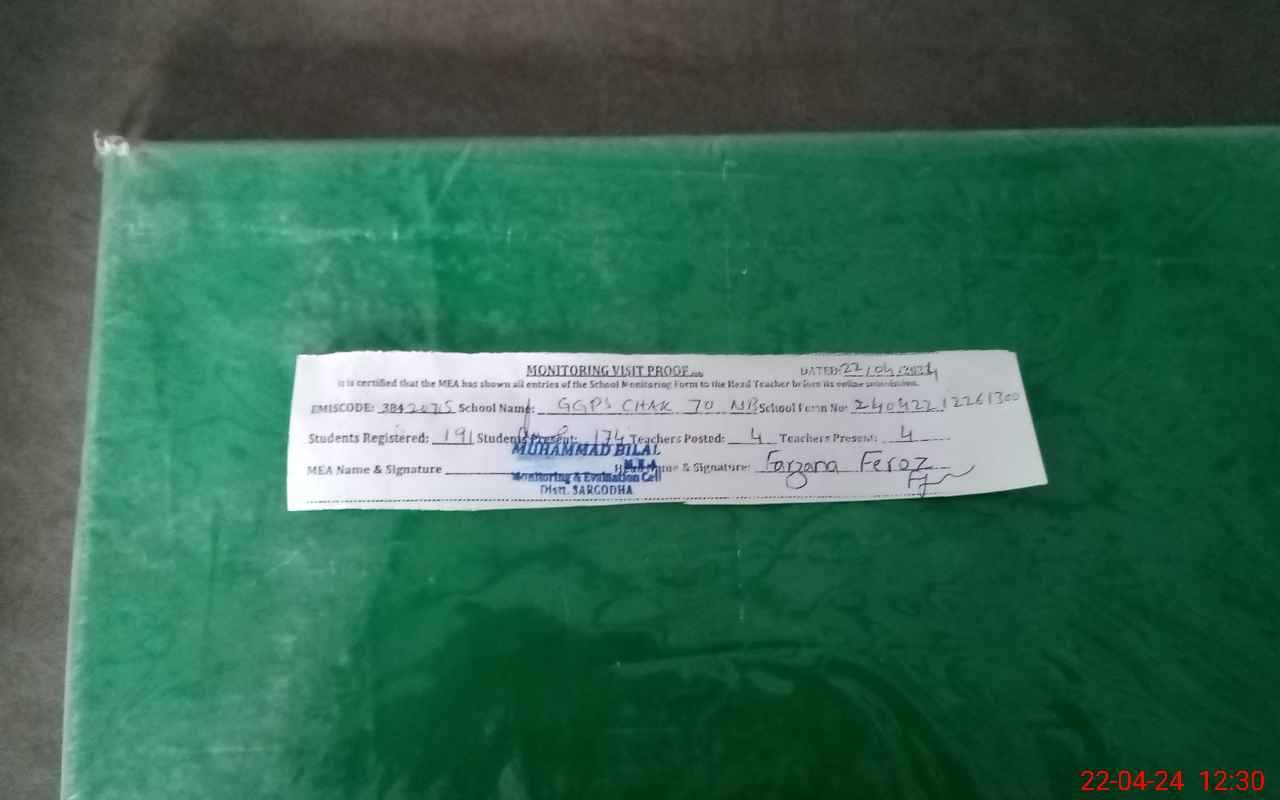 MONITORING VISIT PROOF DATED: 22/04/2024
It is certified that the MEA has shown all entries of the School Monitoring Form to the Head Teacher before its online submission.
EMISCODE: 38420715 School Name: GGPS CHAK 70 NB School Form No: 24042212261300
Students Registered: 191 Students Present: 174 Teachers Posted: 4 Teachers Present: 4
MEA Name & Signature Name & Signature: Farzana Feroz
MUHAMMAD BILAL
M.E.A
Monitoring & Evaluation Cell
Distt. SARGODHA
22-04-24 12:30